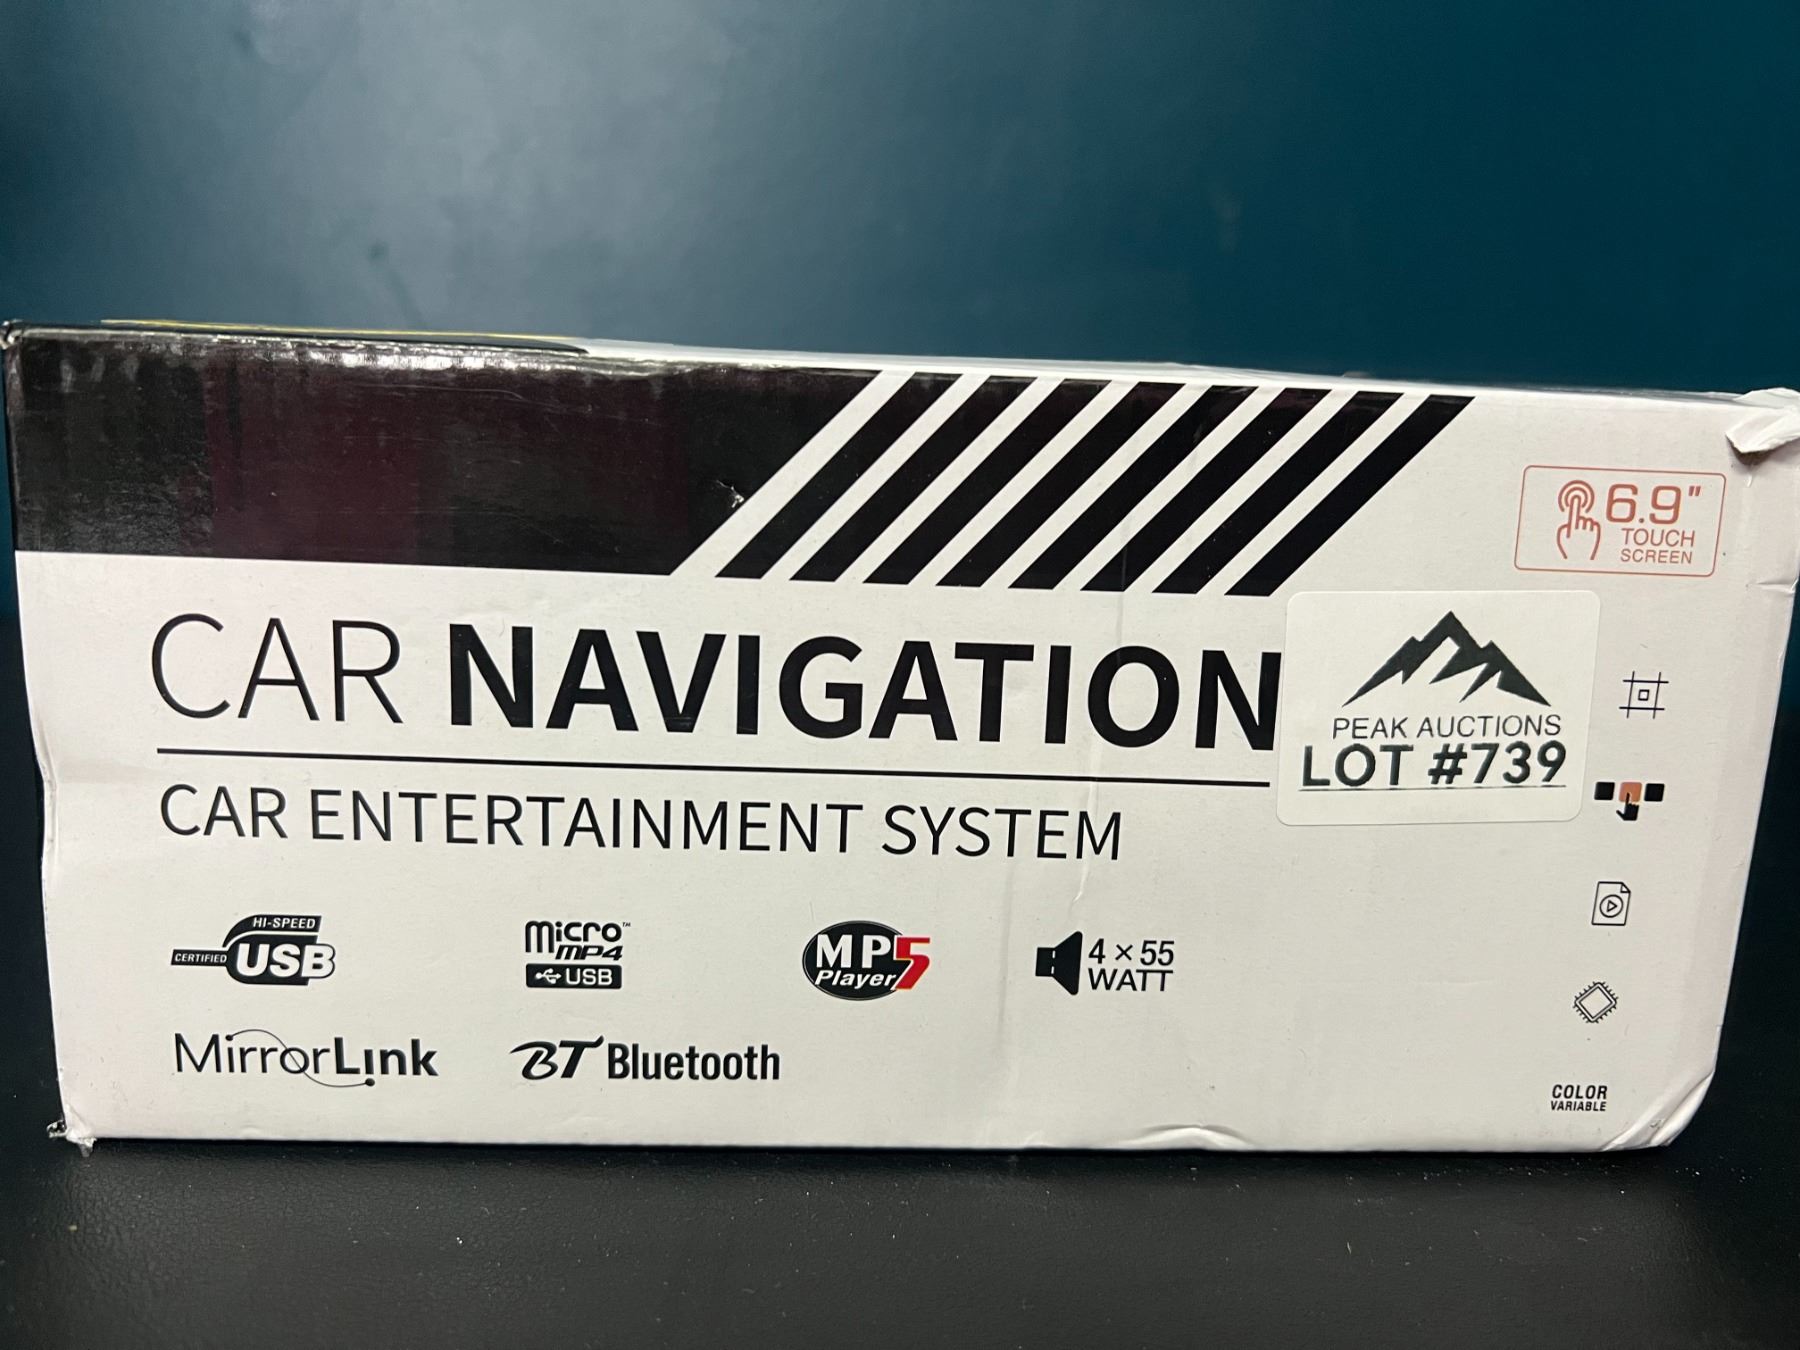 6.9"
TOUCH
SCREEN
CAR NAVIGATION
PEAK AUCTIONS
LOT #739
CAR ENTERTAINMENT SYSTEM
HI-SPEED
CERTIFIED USB
micro™
MP4
USB
MP5
Player
4 × 55
WATT
MirrorLink
BT Bluetooth
COLOR
VARIABLE